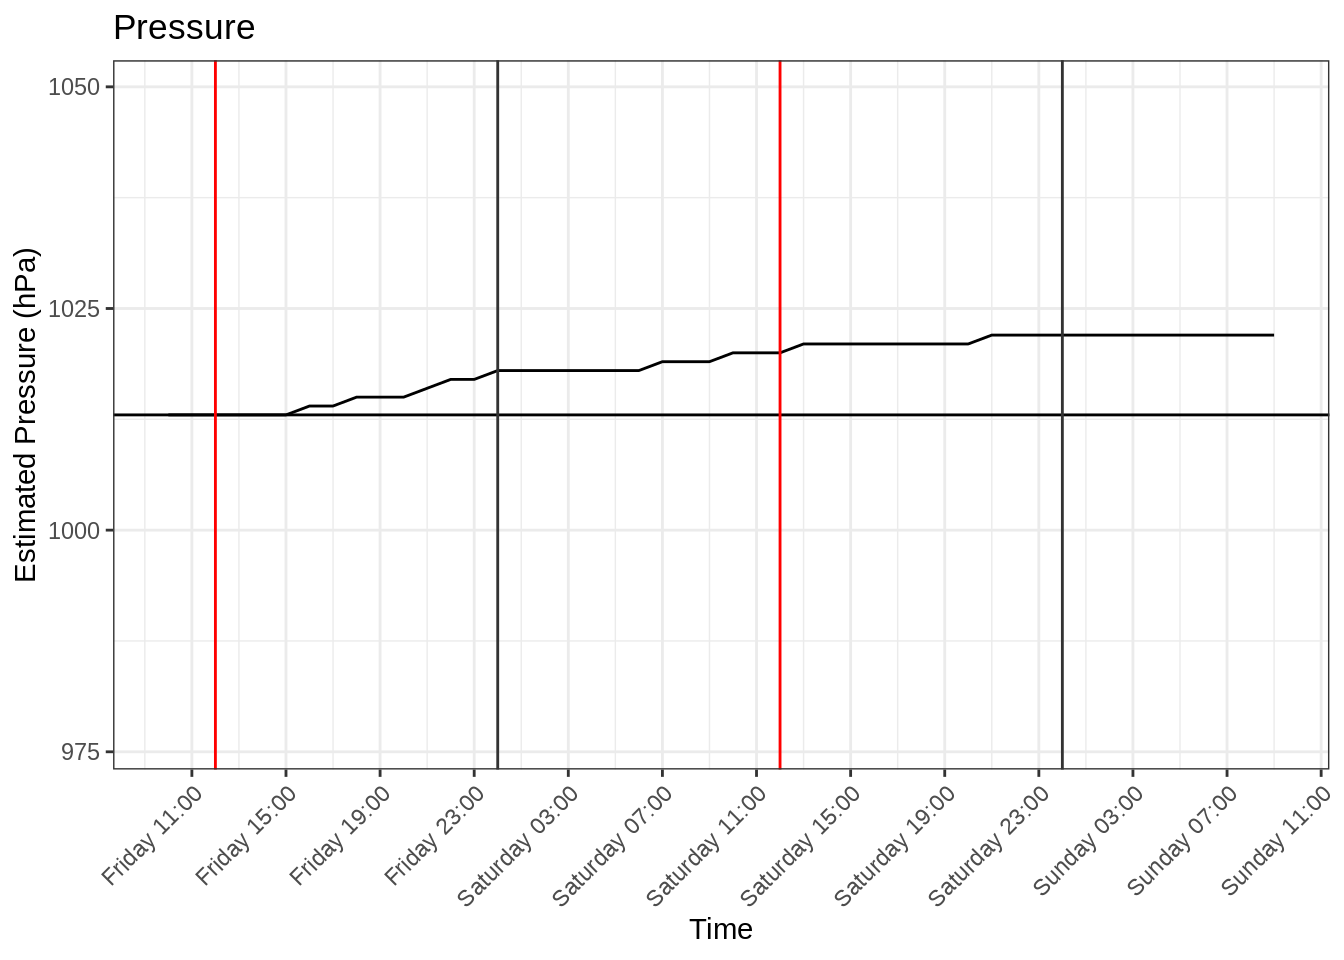 Pressure
Estimated Pressure (hPa)
1050
1025
1000
975
Friday 11:00
Friday 15:00
Friday 19:00
Friday 23:00
Saturday 03:00
Saturday 07:00
Saturday 11:00
Saturday 15:00
Saturday 19:00
Saturday 23:00
Sunday 03:00
Sunday 07:00
Sunday 11:00
Time